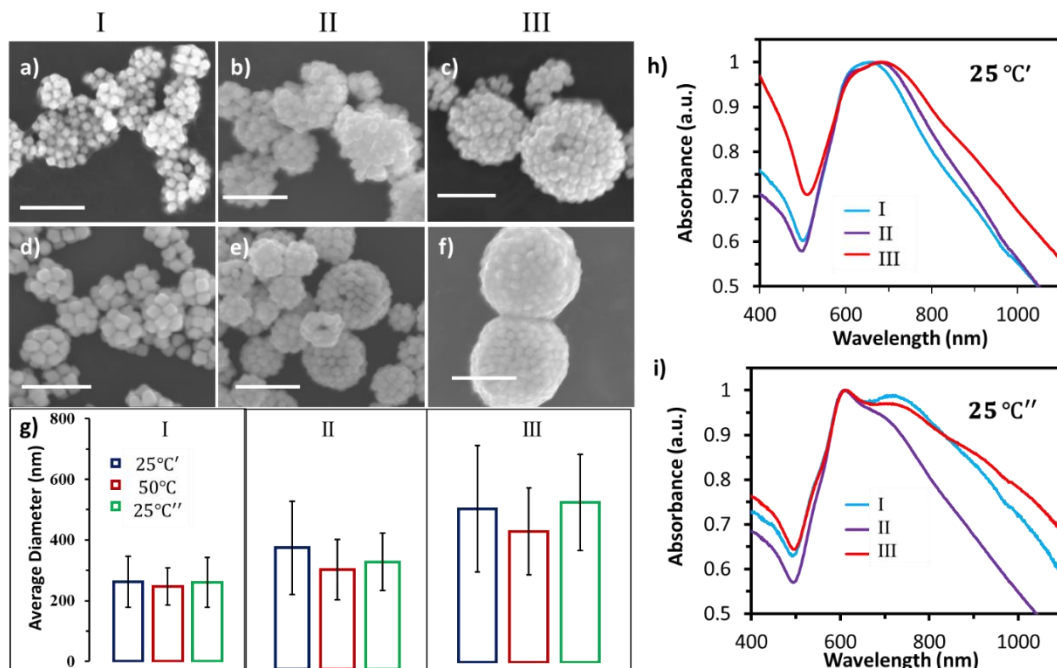 I II III
a) b) c)
d) e) f)
g)
I II III
800
600
400
200
0
Average Diameter (nm)
25°C′
50°C
25°C′′
h)
25 °C′
1
0.9
0.8
0.7
0.6
0.5
Absorbance (a.u.)
I
II
III
400 600 800 1000
Wavelength (nm)
i)
25 °C′′
1
0.9
0.8
0.7
0.6
0.5
Absorbance (a.u.)
I
II
III
400 600 800 1000
Wavelength (nm)